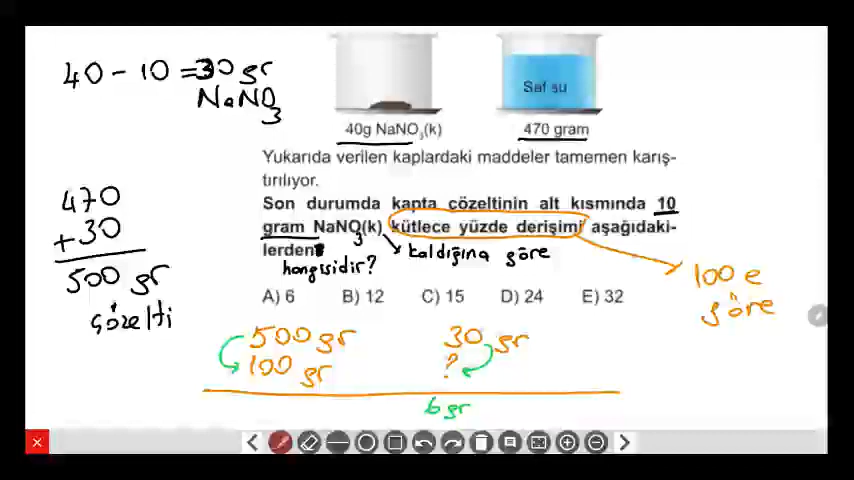 40 - 10 = 30 gr
NaNO3
Saf su
40g NaNO3(k)
470 gram
Yukarıda verilen kaplardaki maddeler tamamen karış-
tırılıyor.
Son durumda kapta çözeltinin alt kısmında 10
gram NaNO3(k) kütlece yüzde derişimi aşağıdaki-
lerden
hangisidir?
kaldığına göre
A) 6 B) 12 C) 15 D) 24 E) 32
470
+30
500 gr
çözelti
100 e
göre
500 gr 30 gr
100 gr ?
6 gr